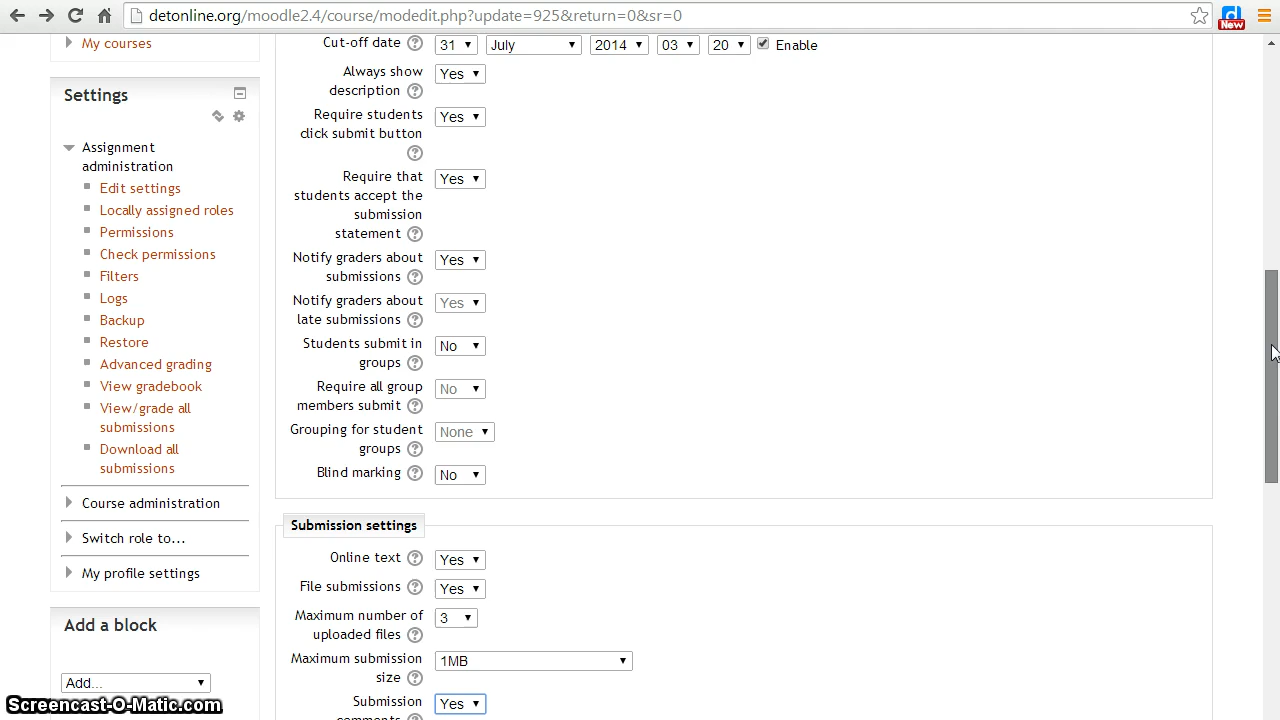 detonline.org/moodle2.4/course/modedit.php?update=925&return=0&sr=0
New
My courses
Settings
Assignment
administration
Edit settings
Locally assigned roles
Permissions
Check permissions
Filters
Logs
Backup
Restore
Advanced grading
View gradebook
View/grade all
submissions
Download all
submissions
Course administration
Switch role to...
My profile settings
Add a block
Add...
Cut-off date 31 July 2014 03 20 Enable
Always show
description Yes
Require students
click submit button Yes
Require that
students accept the
submission
statement Yes
Notify graders about
submissions Yes
Notify graders about
late submissions Yes
Students submit in
groups No
Require all group
members submit No
Grouping for student
groups None
Blind marking No
Submission settings
Online text Yes
File submissions Yes
Maximum number of
uploaded files 3
Maximum submission
size 1MB
Submission
comments Yes
Screencast-O-Matic.com